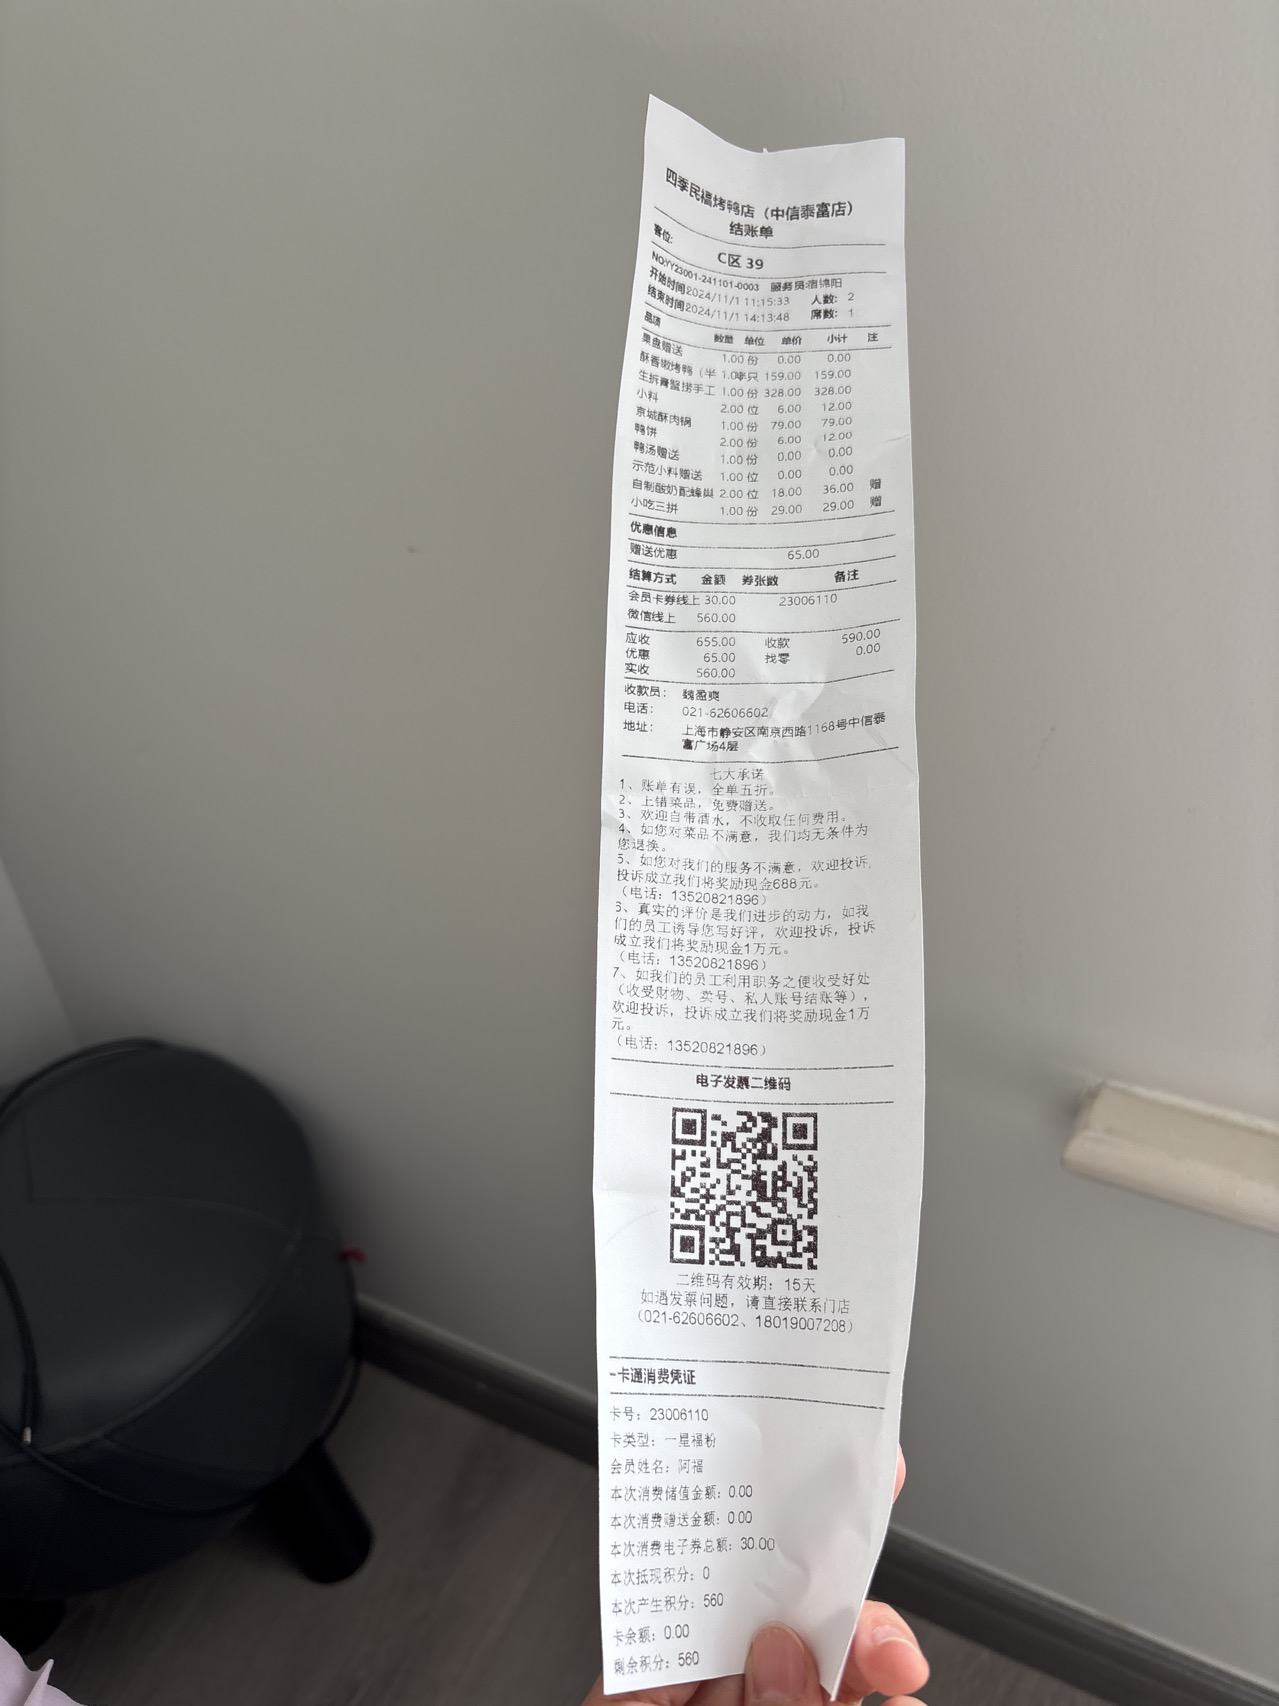 四季民福烤鸭店（中信泰富店）
结账单
客位: C区 39
NO:YY23001-241101-0003 服务员:宿锦阳
开始时间2024/11/1 11:15:33 人数: 2
结束时间2024/11/1 14:13:48 席数: 1
品项 数量 单位 单价 小计 注
果盘赠送 1.00 份 0.00 0.00
酥香嫩烤鸭（半 1.0 只 159.00 159.00
生拆膏蟹捞手工 1.00 份 328.00 328.00
小料 2.00 位 6.00 12.00
京城酥肉锅 1.00 份 79.00 79.00
鸭饼 2.00 份 6.00 12.00
鸭汤赠送 1.00 份 0.00 0.00
示范小料赠送 1.00 位 0.00 0.00
自制酸奶配蜂巢 2.00 位 18.00 36.00 赠
小吃三拼 1.00 份 29.00 29.00 赠
优惠信息
赠送优惠 65.00
结算方式 金额 券张数 备注
会员卡券线上 30.00 23006110
微信线上 560.00
应收 655.00 收款 590.00
优惠 65.00 找零 0.00
实收 560.00
收款员: 魏盈爽
电话: 021-62606602
地址: 上海市静安区南京西路1168号中信泰
富广场4层
七大承诺
1、账单有误，全单五折。
2、上错菜品，免费赠送。
3、欢迎自带酒水，不收取任何费用。
4、如您对菜品不满意，我们均无条件为
您退换。
5、如您对我们的服务不满意，欢迎投诉,
投诉成立我们将奖励现金688元。
（电话：13520821896）
6、真实的评价是我们进步的动力，如我
们的员工诱导您写好评，欢迎投诉，投诉
成立我们将奖励现金1万元。
（电话：13520821896）
7、如我们的员工利用职务之便收受好处
（收受财物、卖号、私人账号结账等），
欢迎投诉，投诉成立我们将奖励现金1万
元。
（电话：13520821896）
电子发票二维码
二维码有效期：15天
如遇发票问题，请直接联系门店
（021-62606602、18019007208）
一卡通消费凭证
卡号：23006110
卡类型：一星福粉
会员姓名：阿福
本次消费储值金额：0.00
本次消费赠送金额：0.00
本次消费电子券总额：30.00
本次抵现积分：0
本次产生积分：560
卡余额：0.00
剩余积分：560